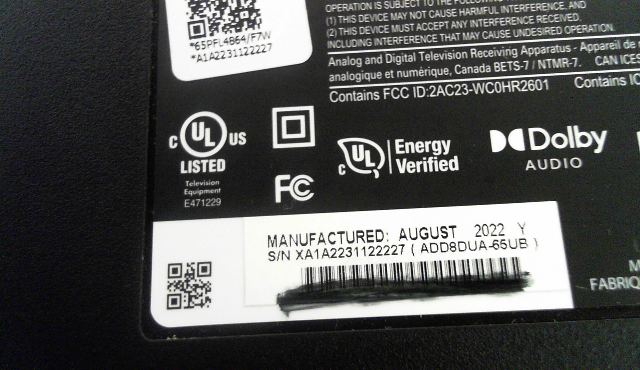 *65PFL4864/F7W
*A1A2231122227
OPERATION IS SUBJECT TO THE FOLLOWING
(1) THIS DEVICE MAY NOT CAUSE HARMFUL INTERFERENCE, AND
(2) THIS DEVICE MUST ACCEPT ANY INTERFERENCE RECEIVED,
INCLUDING INTERFERENCE THAT MAY CAUSE UNDESIRED OPERATION.
Analog and Digital Television Receiving Apparatus - Appareil de
analogique et numérique, Canada BETS-7 / NTMR-7. CAN ICES
Contains FCC ID:2AC23-WC0HR2601 Contains IC
C UL US
LISTED
Television
Equipment
E471229
FC
C UL Energy
Verified
Dolby
AUDIO
MANUFACTURED: AUGUST 2022 Y
S/N XA1A2231122227 ( ADD8DUA-65UB )
M
FABRIQ